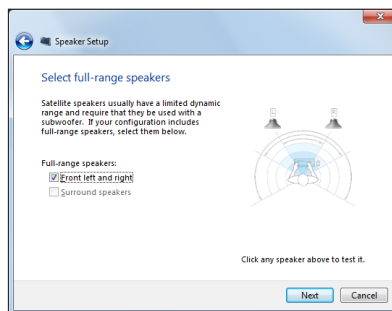 Speaker Setup
Select full-range speakers
Satellite speakers usually have a limited dynamic
range and require that they be used with a
subwoofer. If your configuration includes
full-range speakers, select them below.
L
R
Full-range speakers:
Front left and right
Surround speakers
Click any speaker above to test it.
Next
Cancel